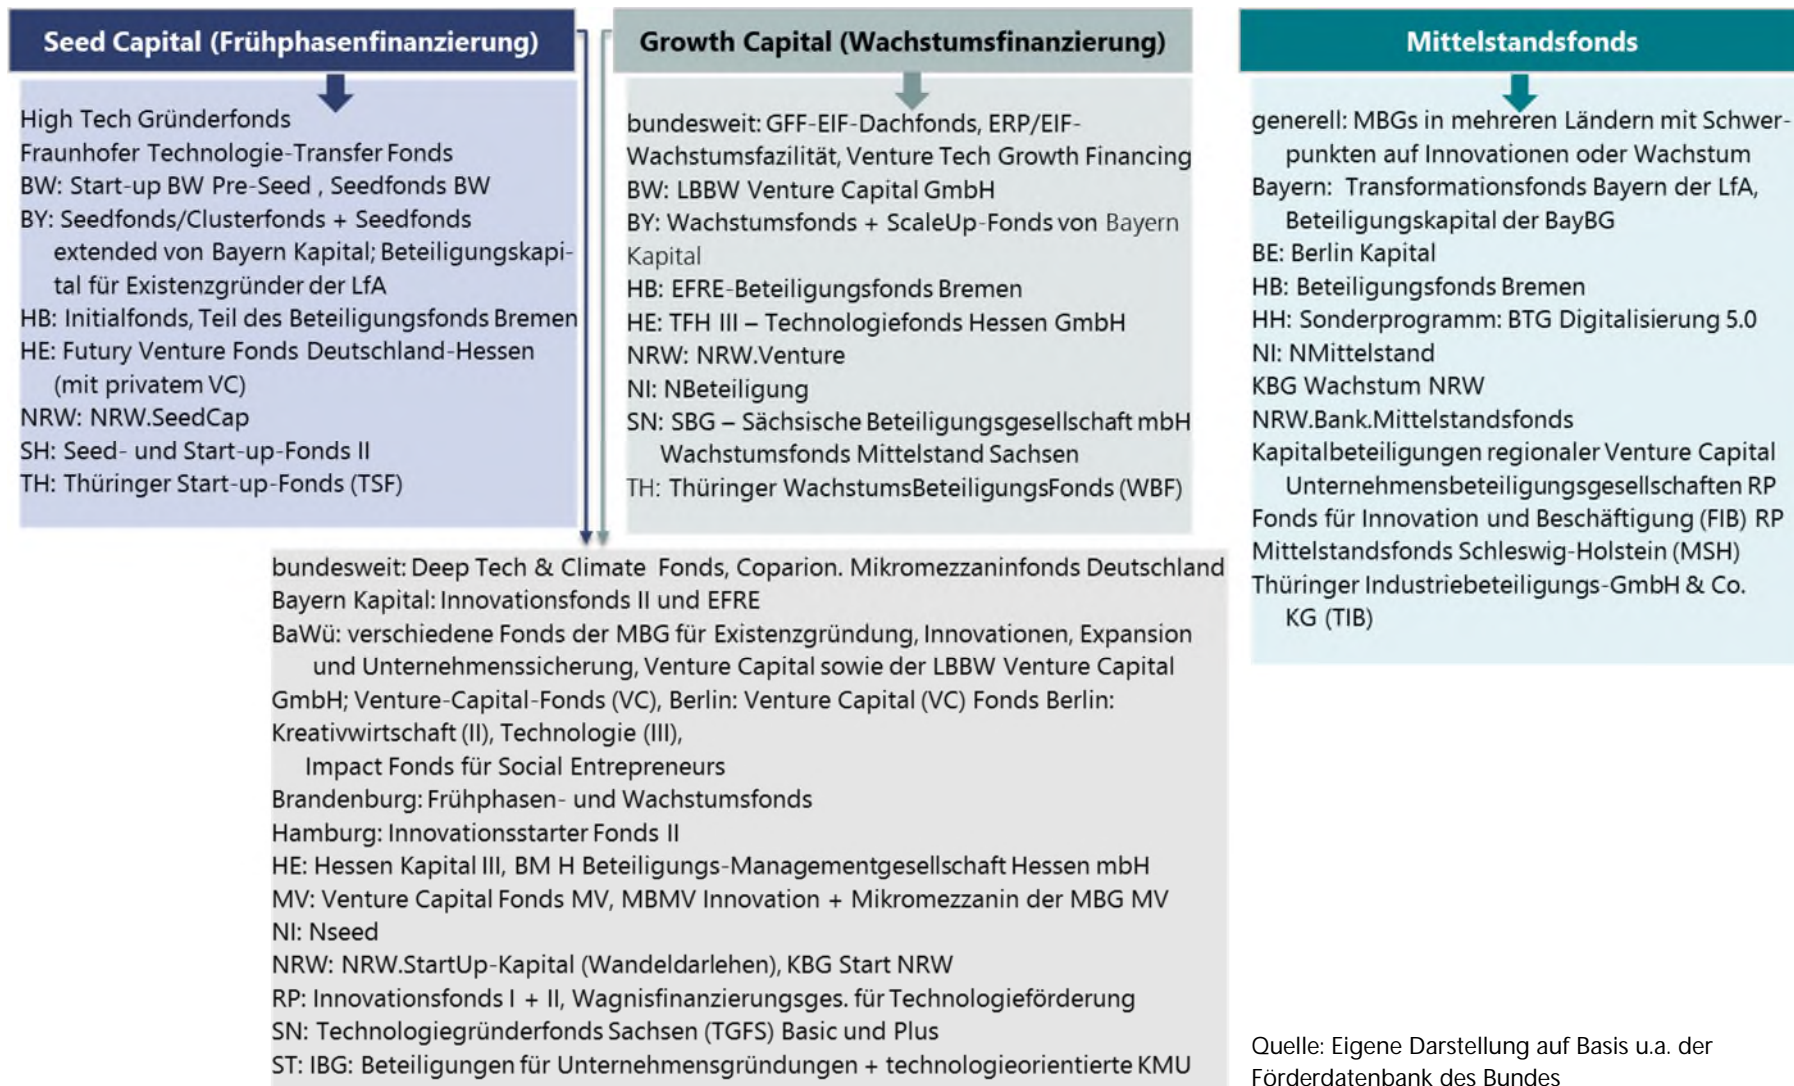 Seed Capital (Frühphasenfinanzierung)
High Tech Gründerfonds
Fraunhofer Technologie-Transfer Fonds
BW: Start-up BW Pre-Seed , Seedfonds BW
BY: Seedfonds/Clusterfonds + Seedfonds
extended von Bayern Kapital; Beteiligungskapi-
tal für Existenzgründer der LfA
HB: Initialfonds, Teil des Beteiligungsfonds Bremen
HE: Futury Venture Fonds Deutschland-Hessen
(mit privatem VC)
NRW: NRW.SeedCap
SH: Seed- und Start-up-Fonds II
TH: Thüringer Start-up-Fonds (TSF)
Growth Capital (Wachstumsfinanzierung)
bundesweit: GFF-EIF-Dachfonds, ERP/EIF-
Wachstumsfazilität, Venture Tech Growth Financing
BW: LBBW Venture Capital GmbH
BY: Wachstumsfonds + ScaleUp-Fonds von Bayern
Kapital
HB: EFRE-Beteiligungsfonds Bremen
HE: TFH III – Technologiefonds Hessen GmbH
NRW: NRW.Venture
NI: NBeteiligung
SN: SBG – Sächsische Beteiligungsgesellschaft mbH
Wachstumsfonds Mittelstand Sachsen
TH: Thüringer WachstumsBeteiligungsFonds (WBF)
Mittelstandsfonds
generell: MBGs in mehreren Ländern mit Schwer-
punkten auf Innovationen oder Wachstum
Bayern: Transformationsfonds Bayern der LfA,
Beteiligungskapital der BayBG
BE: Berlin Kapital
HB: Beteiligungsfonds Bremen
HH: Sonderprogramm: BTG Digitalisierung 5.0
NI: NMittelstand
KBG Wachstum NRW
NRW.Bank.Mittelstandsfonds
Kapitalbeteiligungen regionaler Venture Capital
Unternehmensbeteiligungsgesellschaften RP
Fonds für Innovation und Beschäftigung (FIB) RP
Mittelstandsfonds Schleswig-Holstein (MSH)
Thüringer Industriebeteiligungs-GmbH & Co.
KG (TIB)
bundesweit: Deep Tech & Climate Fonds, Coparion. Mikromezzaninfonds Deutschland
Bayern Kapital: Innovationsfonds II und EFRE
BaWü: verschiedene Fonds der MBG für Existenzgründung, Innovationen, Expansion
und Unternehmenssicherung, Venture Capital sowie der LBBW Venture Capital
GmbH; Venture-Capital-Fonds (VC), Berlin: Venture Capital (VC) Fonds Berlin:
Kreativwirtschaft (II), Technologie (III),
Impact Fonds für Social Entrepreneurs
Brandenburg: Frühphasen- und Wachstumsfonds
Hamburg: Innovationsstarter Fonds II
HE: Hessen Kapital III, BM H Beteiligungs-Managementgesellschaft Hessen mbH
MV: Venture Capital Fonds MV, MBMV Innovation + Mikromezzanin der MBG MV
NI: Nseed
NRW: NRW.StartUp-Kapital (Wandeldarlehen), KBG Start NRW
RP: Innovationsfonds I + II, Wagnisfinanzierungsges. für Technologieförderung
SN: Technologiegründerfonds Sachsen (TGFS) Basic und Plus
ST: IBG: Beteiligungen für Unternehmensgründungen + technologieorientierte KMU
Quelle: Eigene Darstellung auf Basis u.a. der
Förderdatenbank des Bundes